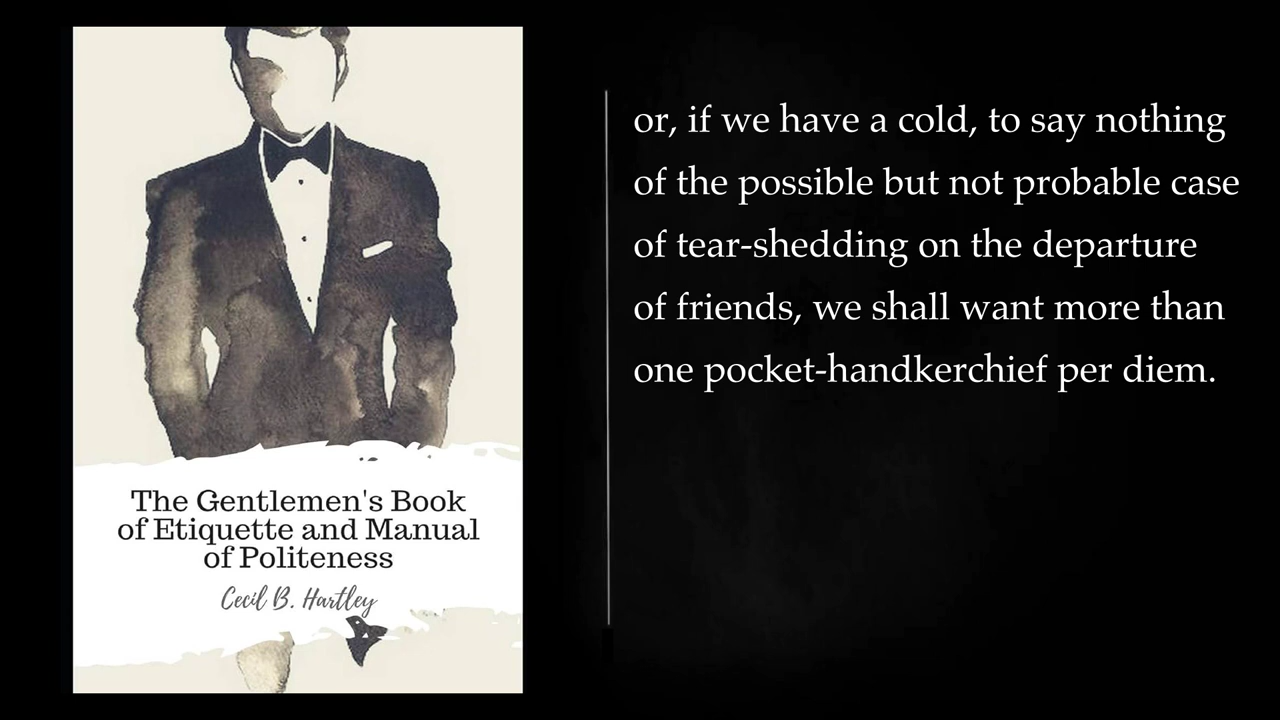 The Gentlemen's Book
of Etiquette and Manual
of Politeness
Cecil B. Hartley
or, if we have a cold, to say nothing
of the possible but not probable case
of tear-shedding on the departure
of friends, we shall want more than
one pocket-handkerchief per diem.